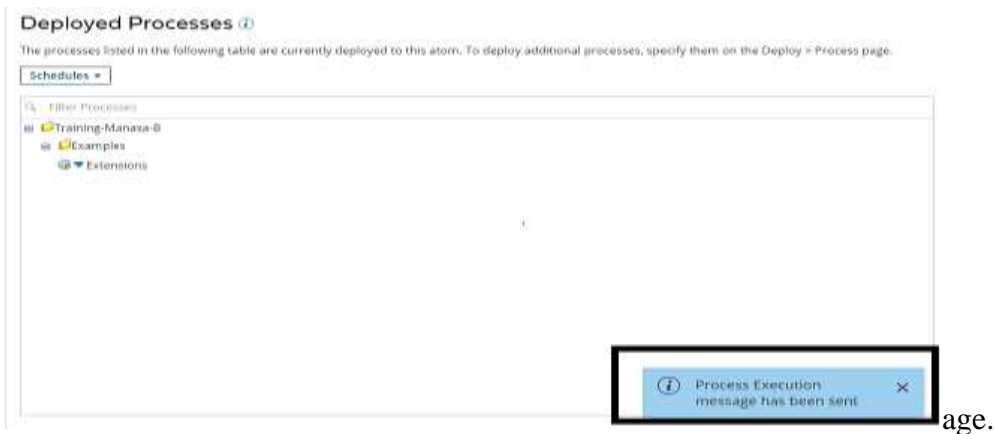 Deployed Processes
The processes listed in the following table are currently deployed to this atom. To deploy additional processes, specify them on the Deploy > Process page.
Schedules
Filter Processes
Training-Manasa-B
Examples
Extensions
Process Execution
message has been sent
age.